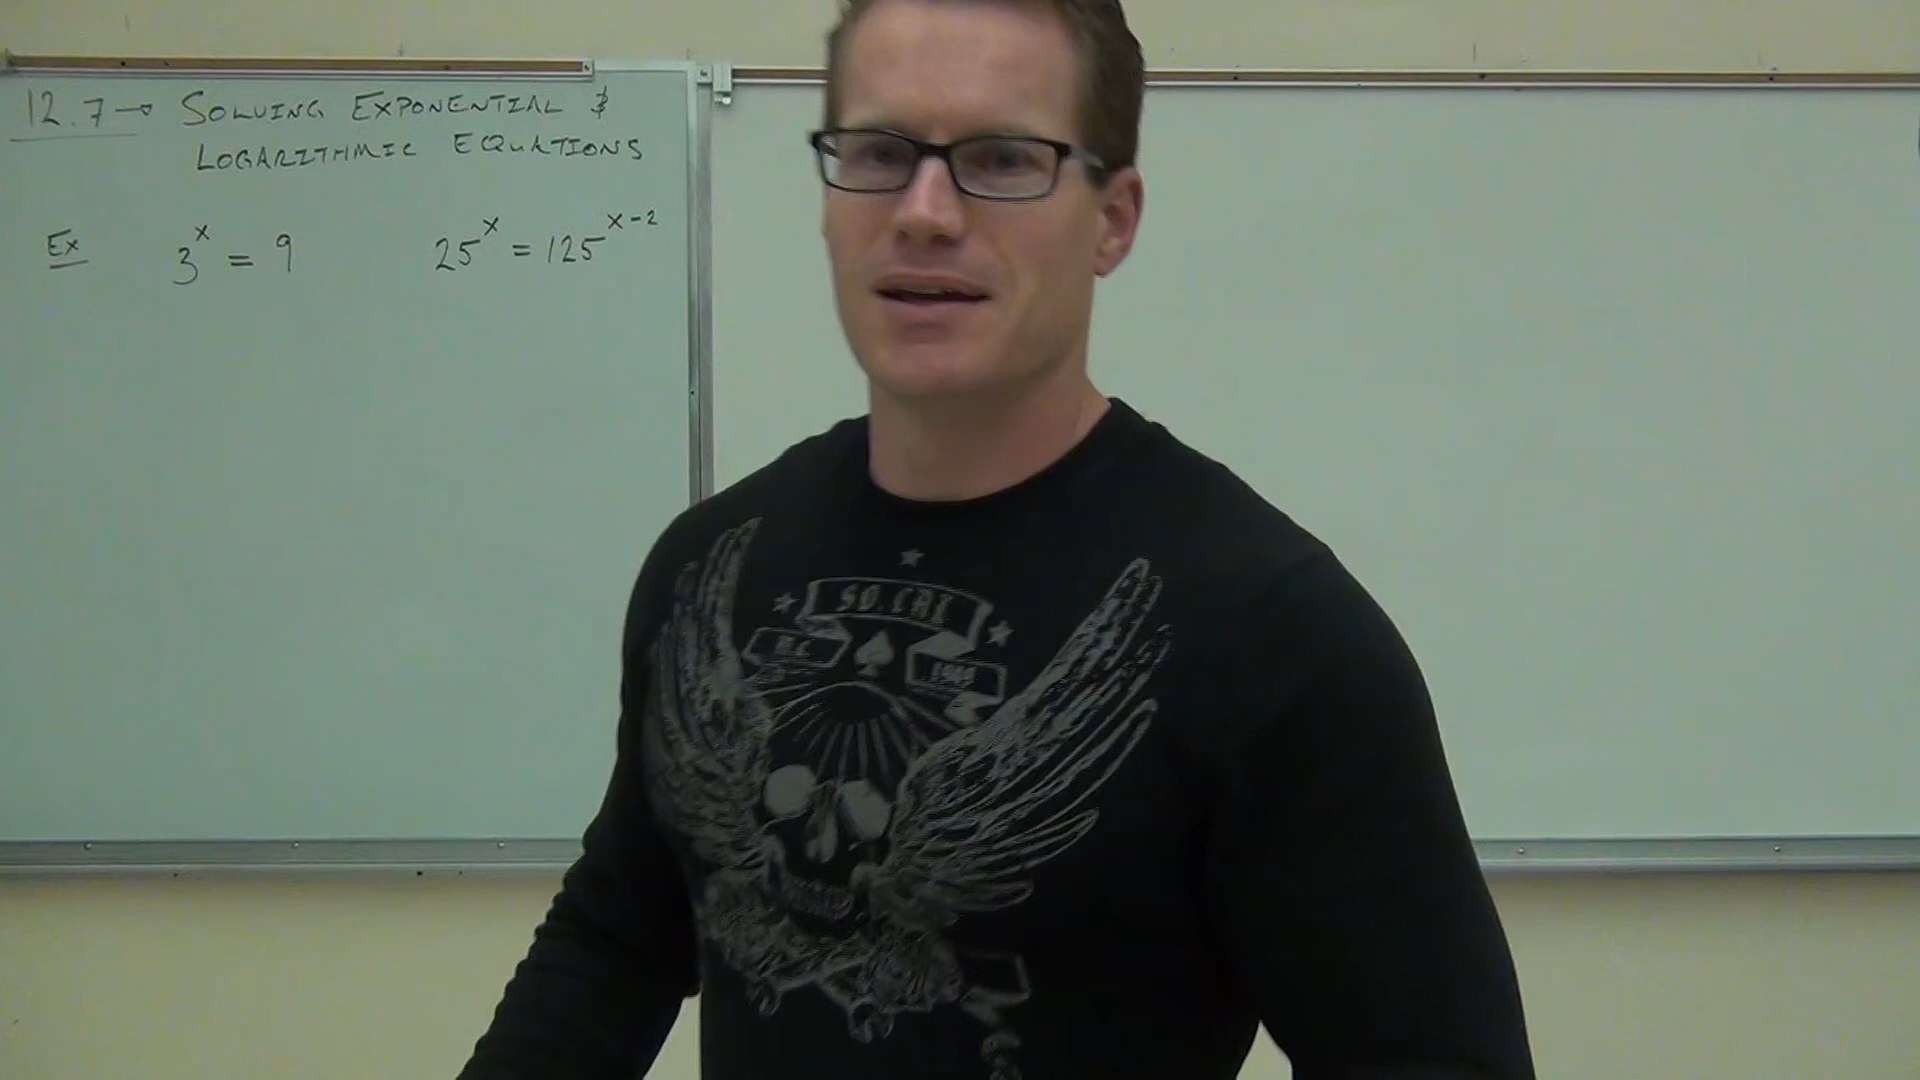 12.7 → SOLVING EXPONENTIAL &
LOGARITHMIC EQUATIONS
Ex 3^x = 9 25^x = 125^(x-2)
SO. CAL